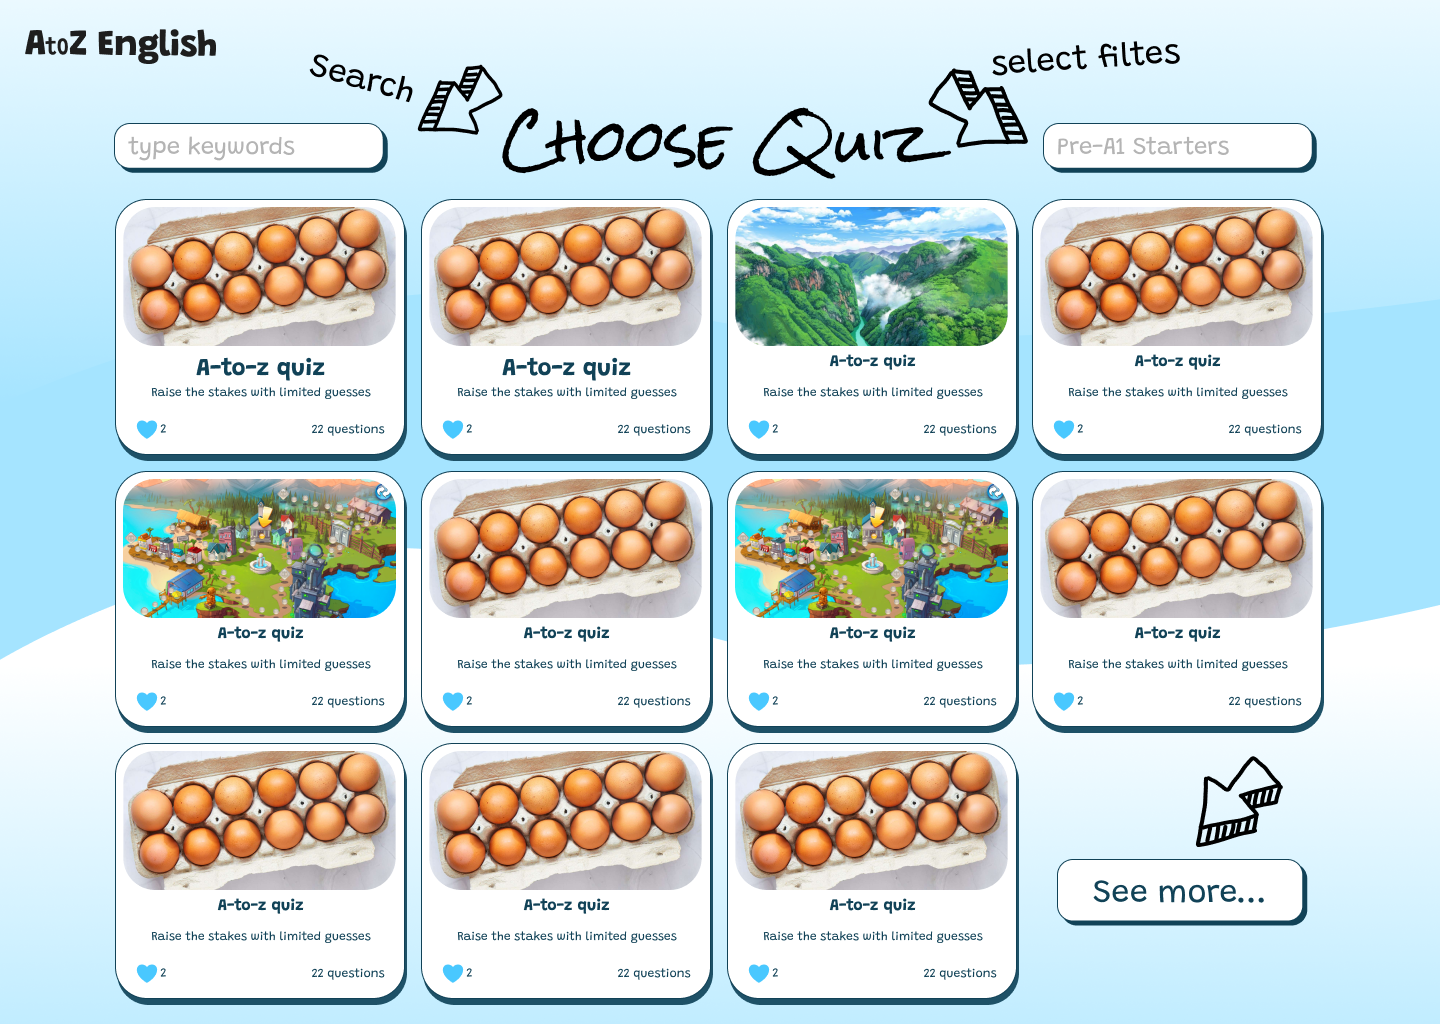 AtoZ English
Search
select filtes
Choose Quiz
type keywords
Pre-A1 Starters
A-to-z quiz
Raise the stakes with limited guesses
2
22 questions
A-to-z quiz
Raise the stakes with limited guesses
2
22 questions
A-to-z quiz
Raise the stakes with limited guesses
2
22 questions
A-to-z quiz
Raise the stakes with limited guesses
2
22 questions
A-to-z quiz
Raise the stakes with limited guesses
2
22 questions
A-to-z quiz
Raise the stakes with limited guesses
2
22 questions
A-to-z quiz
Raise the stakes with limited guesses
2
22 questions
A-to-z quiz
Raise the stakes with limited guesses
2
22 questions
A-to-z quiz
Raise the stakes with limited guesses
2
22 questions
A-to-z quiz
Raise the stakes with limited guesses
2
22 questions
A-to-z quiz
Raise the stakes with limited guesses
2
22 questions
See more...